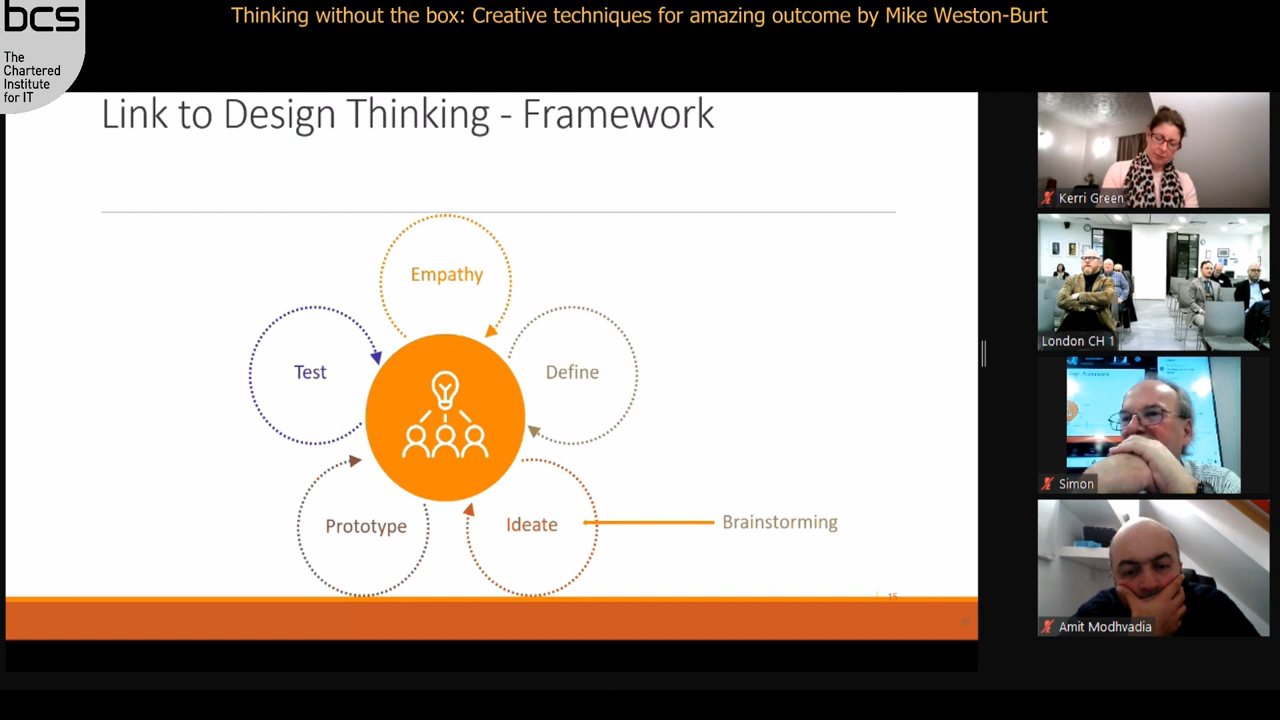 Thinking without the box: Creative techniques for amazing outcome by Mike Weston-Burt
bcs
The
Chartered
Institute
for IT
Link to Design Thinking - Framework
Empathy
Test
Define
Prototype
Ideate
Brainstorming
15
Kerri Green
London CH 1
Simon
Amit Modhvadia